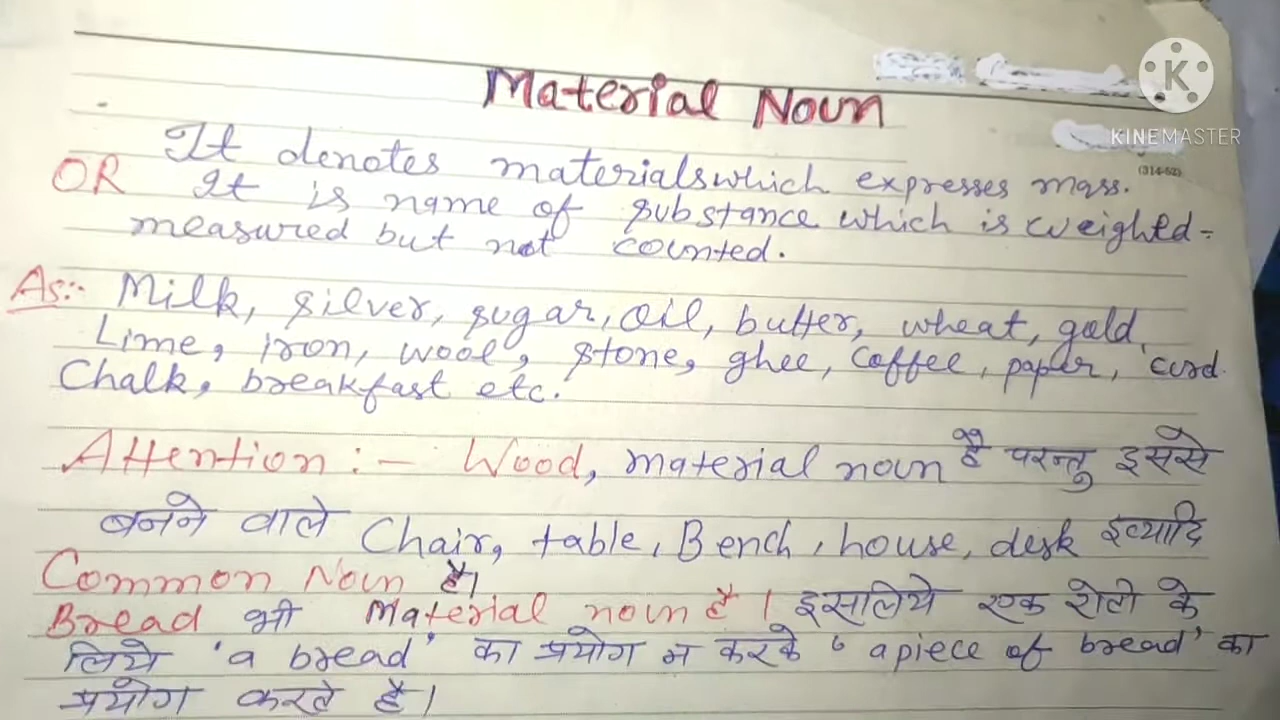 Material Noun
KINEMASTER
(314-52)
It denotes materials which expresses mass.
OR It is name of substance which is weighted-
measured but not counted.
As:- Milk, silver, sugar, oil, butter, wheat, gold,
Lime, iron, wool, stone, ghee, coffee, paper, curd
Chalk, breakfast etc.
Attention :- Wood, material noun है परन्तु इससे
बनने वाले Chair, table, Bench, house, desk इत्यादि
Common Noun है।
Bread भी Material noun है। इसलिये एक रोटी के
लिये 'a bread' का प्रयोग न करके 'a piece of bread' का
प्रयोग करते है।